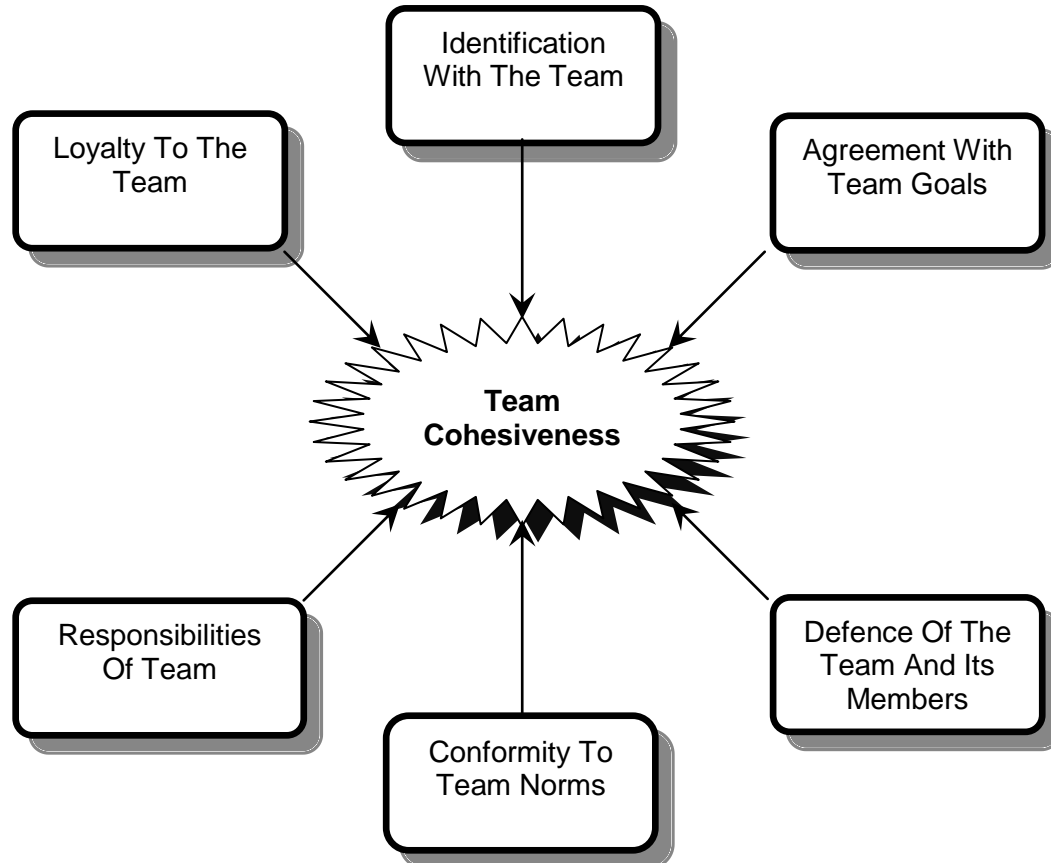 Identification
With The Team
Loyalty To The
Team
Agreement With
Team Goals
Team
Cohesiveness
Responsibilities
Of Team
Defence Of The
Team And Its
Members
Conformity To
Team Norms